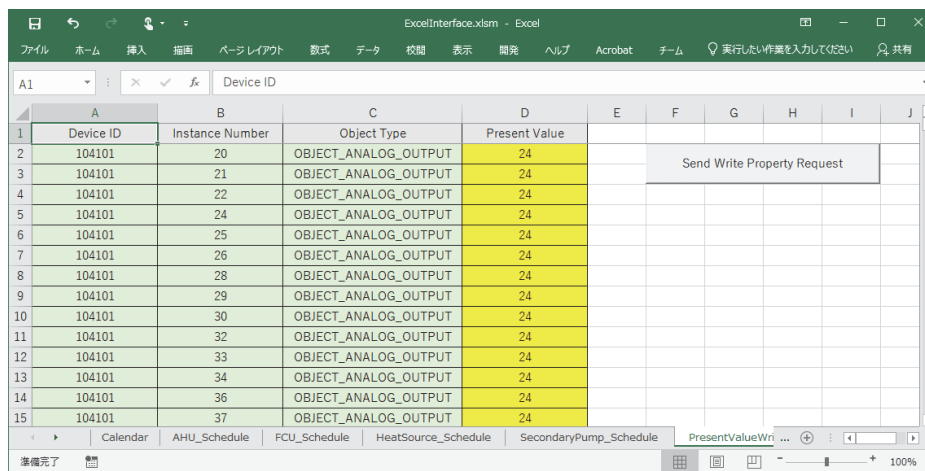 ExcelInterface.xlsm - Excel
ファイル ホーム 挿入 描画 ページ レイアウト 数式 データ 校閲 表示 開発 ヘルプ Acrobat チーム 実行したい作業を入力してください 共有
A1 fx Device ID
A B C D E F G H I J
1 Device ID Instance Number Object Type Present Value
2 104101 20 OBJECT_ANALOG_OUTPUT 24
Send Write Property Request
3 104101 21 OBJECT_ANALOG_OUTPUT 24
4 104101 22 OBJECT_ANALOG_OUTPUT 24
5 104101 24 OBJECT_ANALOG_OUTPUT 24
6 104101 25 OBJECT_ANALOG_OUTPUT 24
7 104101 26 OBJECT_ANALOG_OUTPUT 24
8 104101 28 OBJECT_ANALOG_OUTPUT 24
9 104101 29 OBJECT_ANALOG_OUTPUT 24
10 104101 30 OBJECT_ANALOG_OUTPUT 24
11 104101 32 OBJECT_ANALOG_OUTPUT 24
12 104101 33 OBJECT_ANALOG_OUTPUT 24
13 104101 34 OBJECT_ANALOG_OUTPUT 24
14 104101 36 OBJECT_ANALOG_OUTPUT 24
15 104101 37 OBJECT_ANALOG_OUTPUT 24
Calendar AHU_Schedule FCU_Schedule HeatSource_Schedule SecondaryPump_Schedule PresentValueWri ...
準備完了 100%